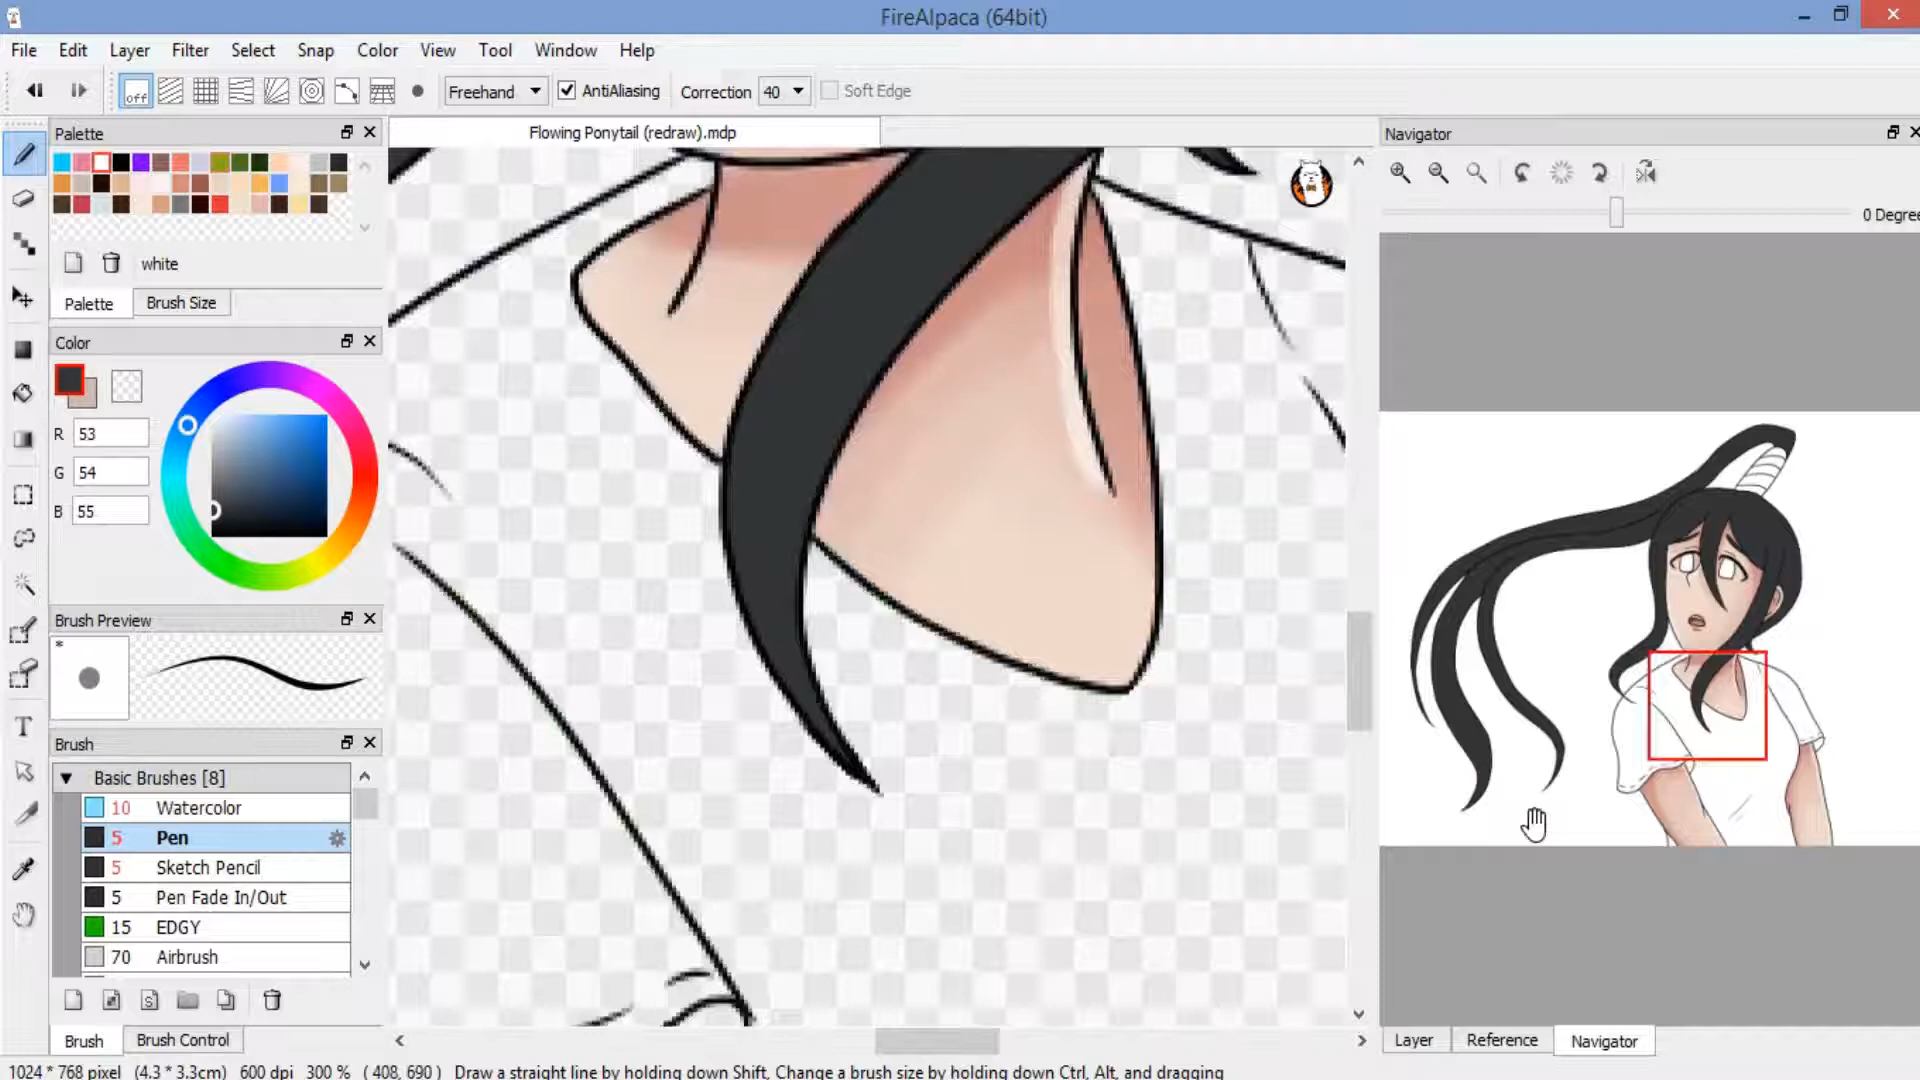 FireAlpaca (64bit)
File Edit Layer Filter Select Snap Color View Tool Window Help
off Freehand AntiAliasing Correction 40 Soft Edge
Palette
Flowing Ponytail (redraw).mdp
Navigator
0 Degree
white
Palette Brush Size
Color
R 53
G 54
B 55
Brush Preview
*
Brush
Basic Brushes [8]
10 Watercolor
5 Pen
5 Sketch Pencil
5 Pen Fade In/Out
15 EDGY
70 Airbrush
T
S
Brush Brush Control
Layer Reference Navigator
1024 * 768 pixel (4.3 * 3.3cm) 600 dpi 300 % ( 408, 690 ) Draw a straight line by holding down Shift, Change a brush size by holding down Ctrl, Alt, and dragging